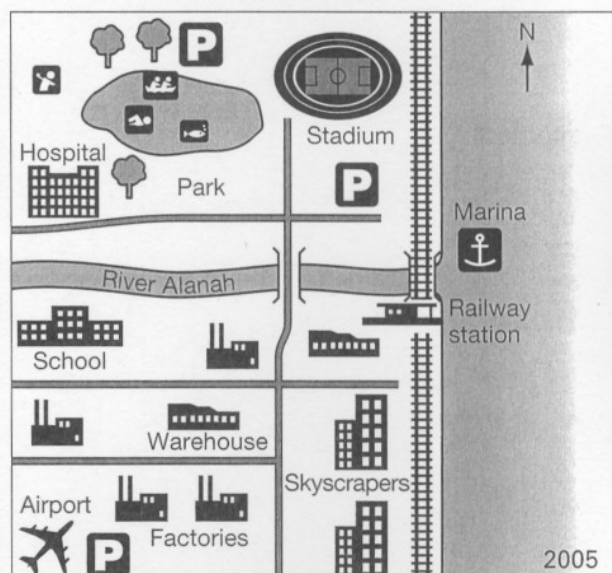 P
N
Hospital
Stadium
Park
P
Marina
River Alanah
Railway
station
School
Warehouse
Skyscrapers
Airport
P
Factories
2005